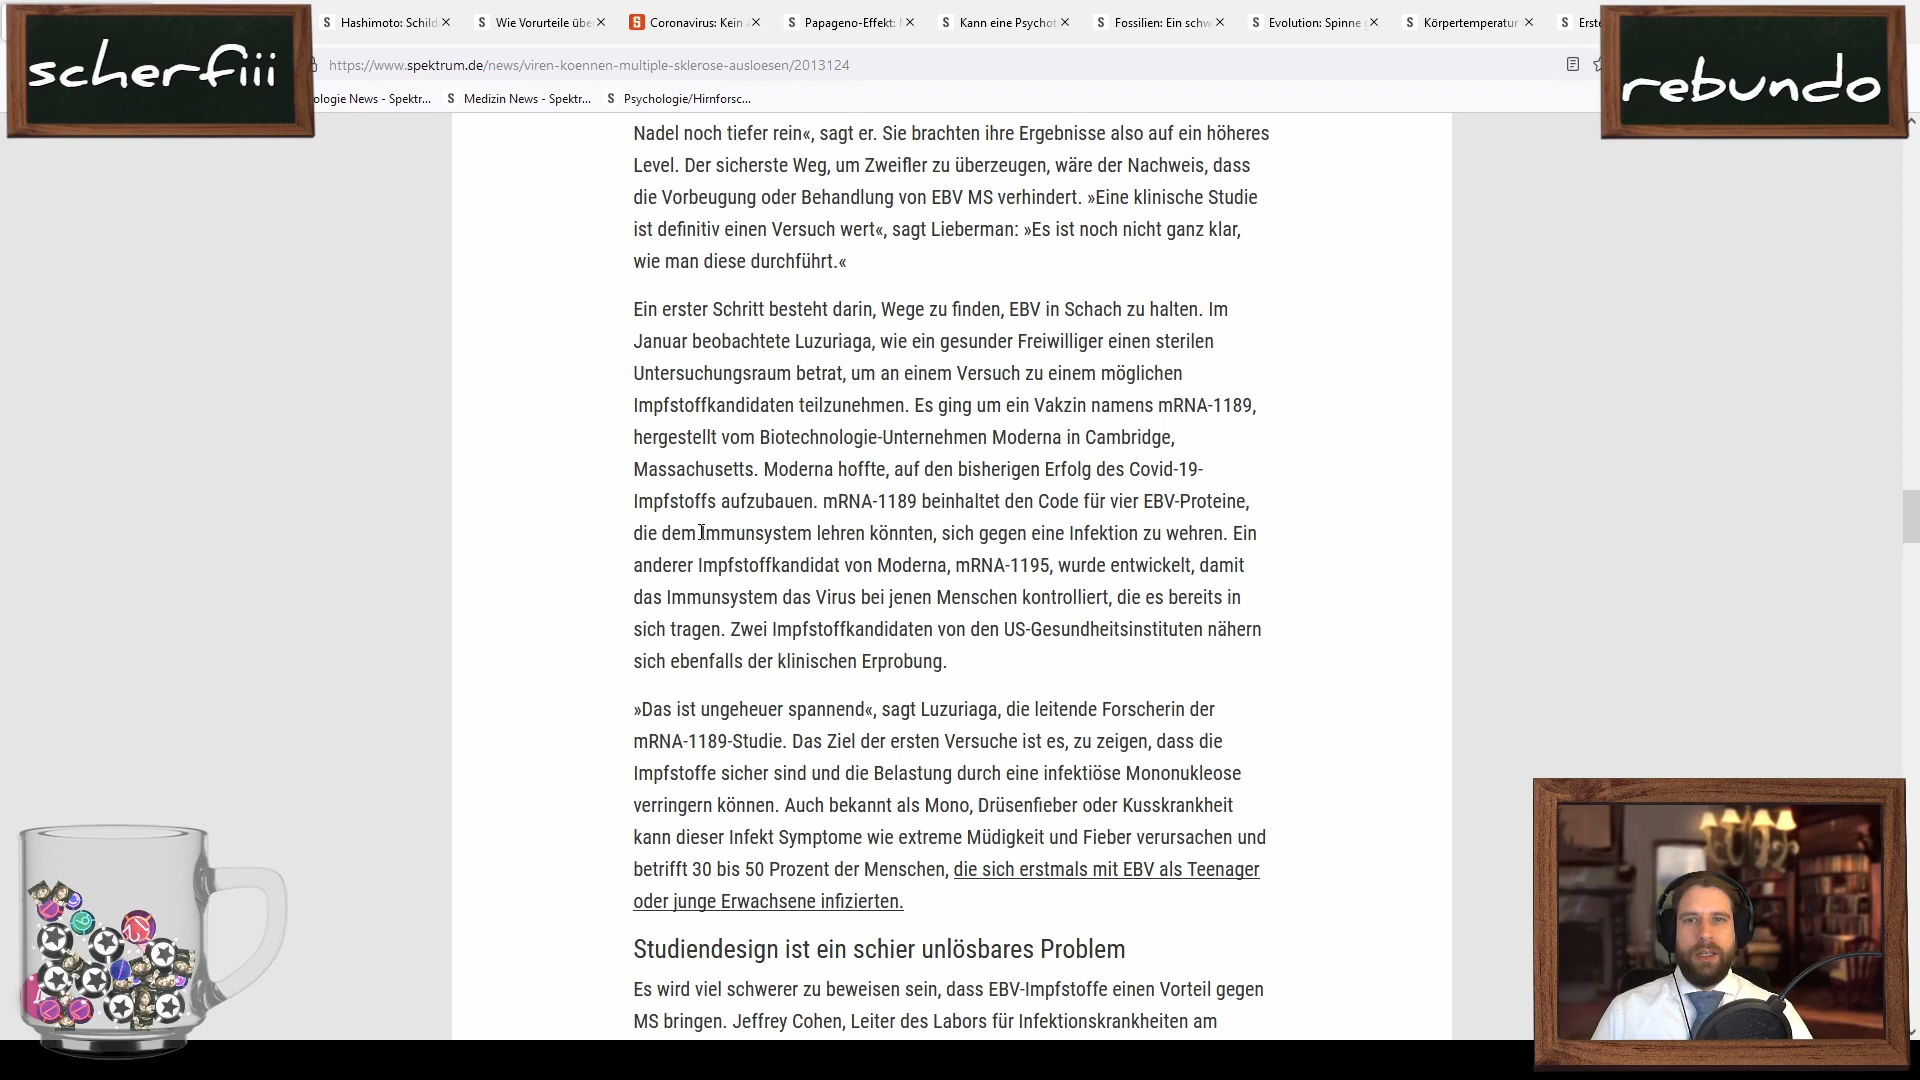 scherfiii
rebundo
Hashimoto: Schild
Wie Vorurteile übe
Coronavirus: Kein
Papageno-Effekt:
Kann eine Psychot
Fossilien: Ein schw
Evolution: Spinne
Körpertemperatur
Erste
https://www.spektrum.de/news/viren-koennen-multiple-sklerose-ausloesen/2013124
ologie News - Spektr...
Medizin News - Spektr...
Psychologie/Hirnforsc...
Nadel noch tiefer rein«, sagt er. Sie brachten ihre Ergebnisse also auf ein höheres
Level. Der sicherste Weg, um Zweifler zu überzeugen, wäre der Nachweis, dass
die Vorbeugung oder Behandlung von EBV MS verhindert. »Eine klinische Studie
ist definitiv einen Versuch wert«, sagt Lieberman: »Es ist noch nicht ganz klar,
wie man diese durchführt.«
Ein erster Schritt besteht darin, Wege zu finden, EBV in Schach zu halten. Im
Januar beobachtete Luzuriaga, wie ein gesunder Freiwilliger einen sterilen
Untersuchungsraum betrat, um an einem Versuch zu einem möglichen
Impfstoffkandidaten teilzunehmen. Es ging um ein Vakzin namens mRNA-1189,
hergestellt vom Biotechnologie-Unternehmen Moderna in Cambridge,
Massachusetts. Moderna hoffte, auf den bisherigen Erfolg des Covid-19-
Impfstoffs aufzubauen. mRNA-1189 beinhaltet den Code für vier EBV-Proteine,
die dem Immunsystem lehren könnten, sich gegen eine Infektion zu wehren. Ein
anderer Impfstoffkandidat von Moderna, mRNA-1195, wurde entwickelt, damit
das Immunsystem das Virus bei jenen Menschen kontrolliert, die es bereits in
sich tragen. Zwei Impfstoffkandidaten von den US-Gesundheitsinstituten nähern
sich ebenfalls der klinischen Erprobung.
»Das ist ungeheuer spannend«, sagt Luzuriaga, die leitende Forscherin der
mRNA-1189-Studie. Das Ziel der ersten Versuche ist es, zu zeigen, dass die
Impfstoffe sicher sind und die Belastung durch eine infektiöse Mononukleose
verringern können. Auch bekannt als Mono, Drüsenfieber oder Kusskrankheit
kann dieser Infekt Symptome wie extreme Müdigkeit und Fieber verursachen und
betrifft 30 bis 50 Prozent der Menschen, die sich erstmals mit EBV als Teenager
oder junge Erwachsene infizierten.
Studiendesign ist ein schier unlösbares Problem
Es wird viel schwerer zu beweisen sein, dass EBV-Impfstoffe einen Vorteil gegen
MS bringen. Jeffrey Cohen, Leiter des Labors für Infektionskrankheiten am